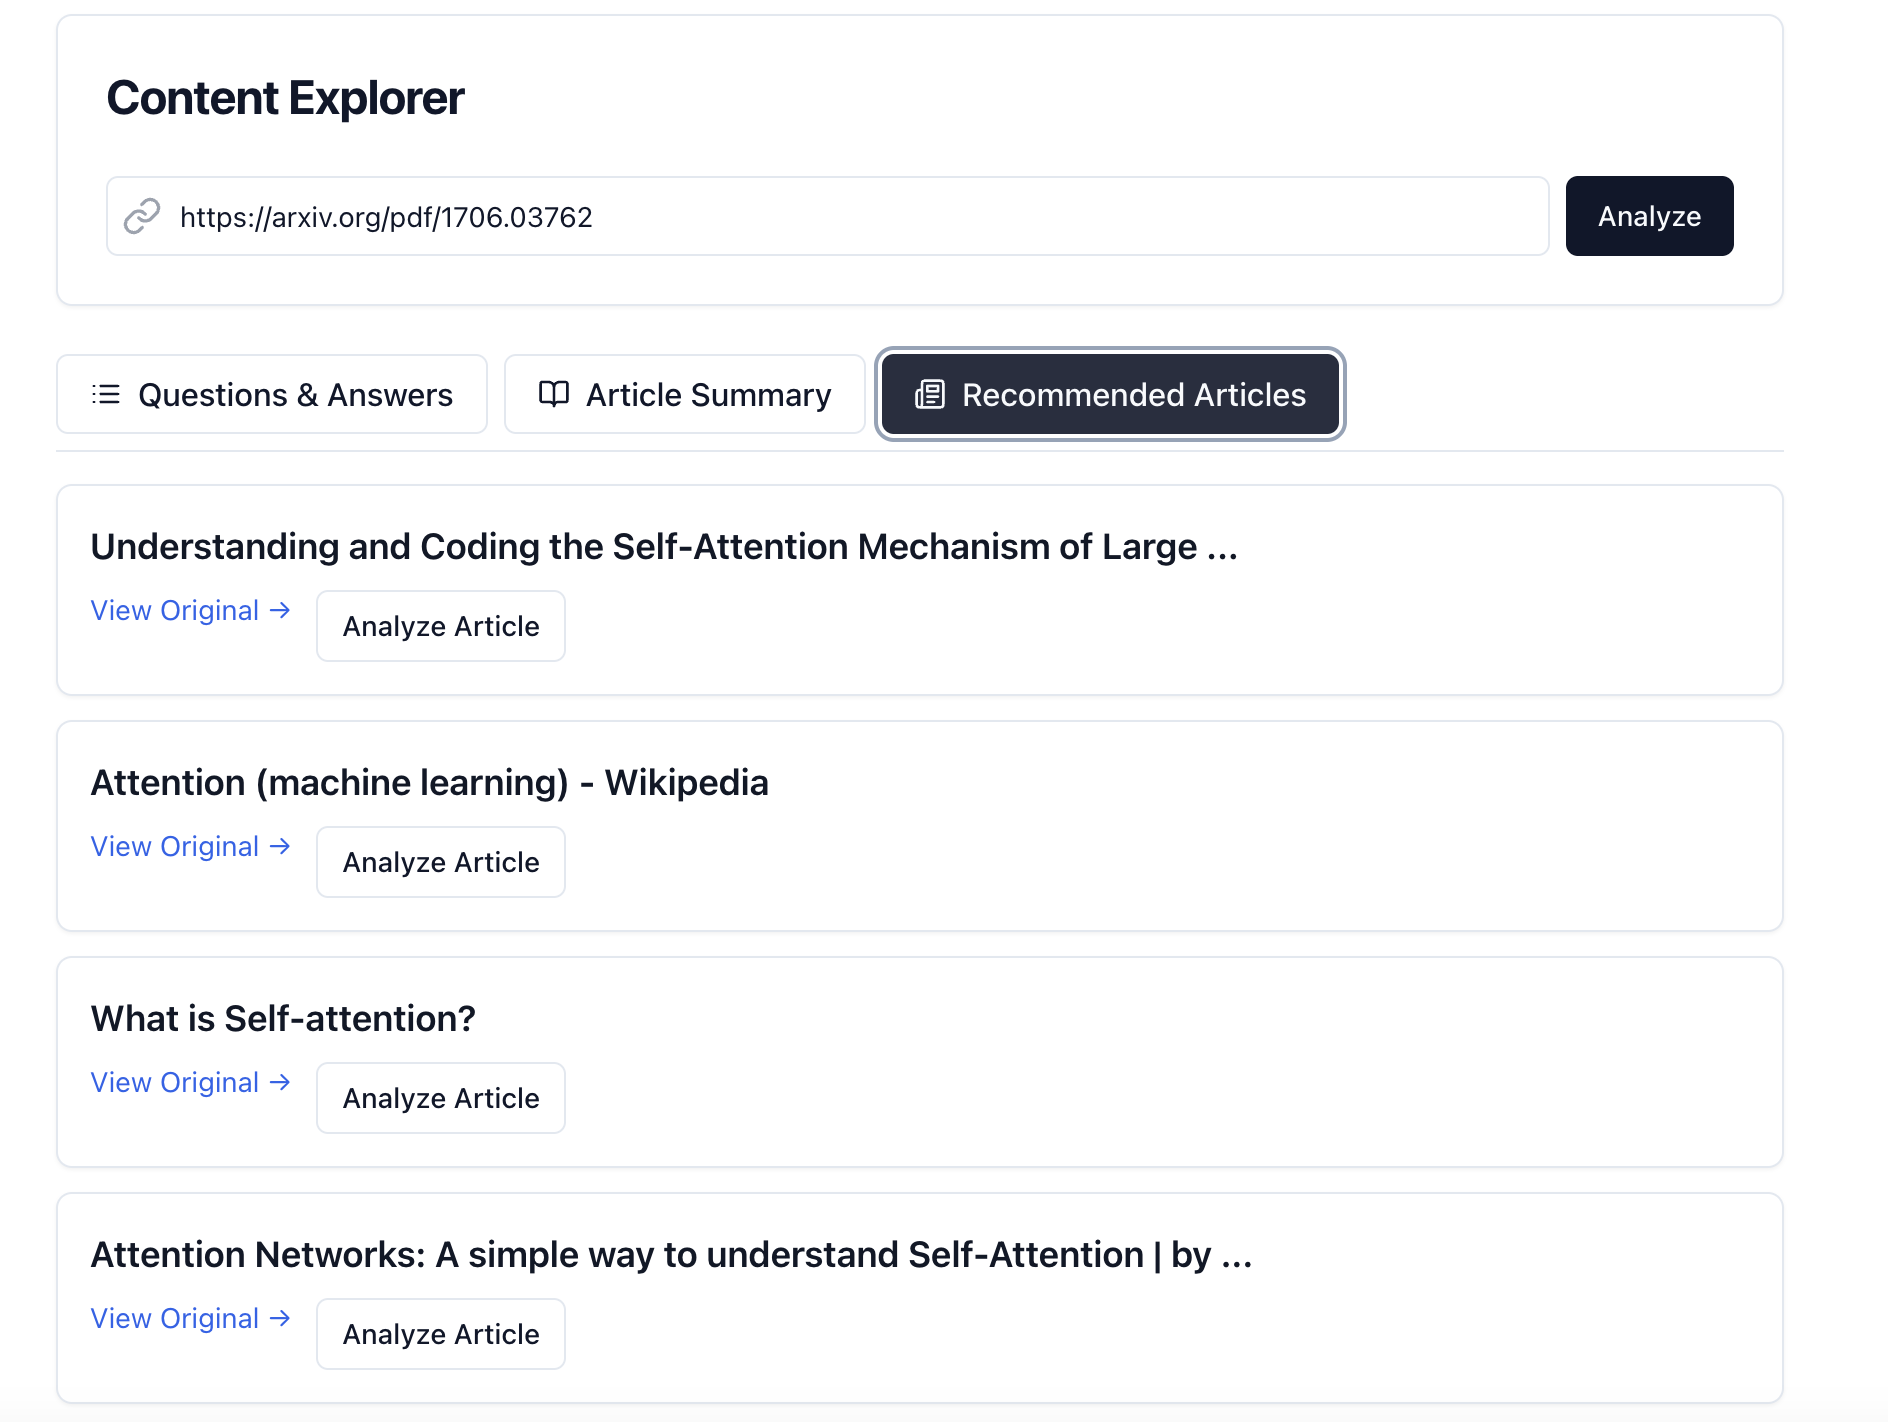 Content Explorer
https://arxiv.org/pdf/1706.03762
Analyze
Questions & Answers
Article Summary
Recommended Articles
Understanding and Coding the Self-Attention Mechanism of Large ...
View Original →
Analyze Article
Attention (machine learning) - Wikipedia
View Original →
Analyze Article
What is Self-attention?
View Original →
Analyze Article
Attention Networks: A simple way to understand Self-Attention | by ...
View Original →
Analyze Article